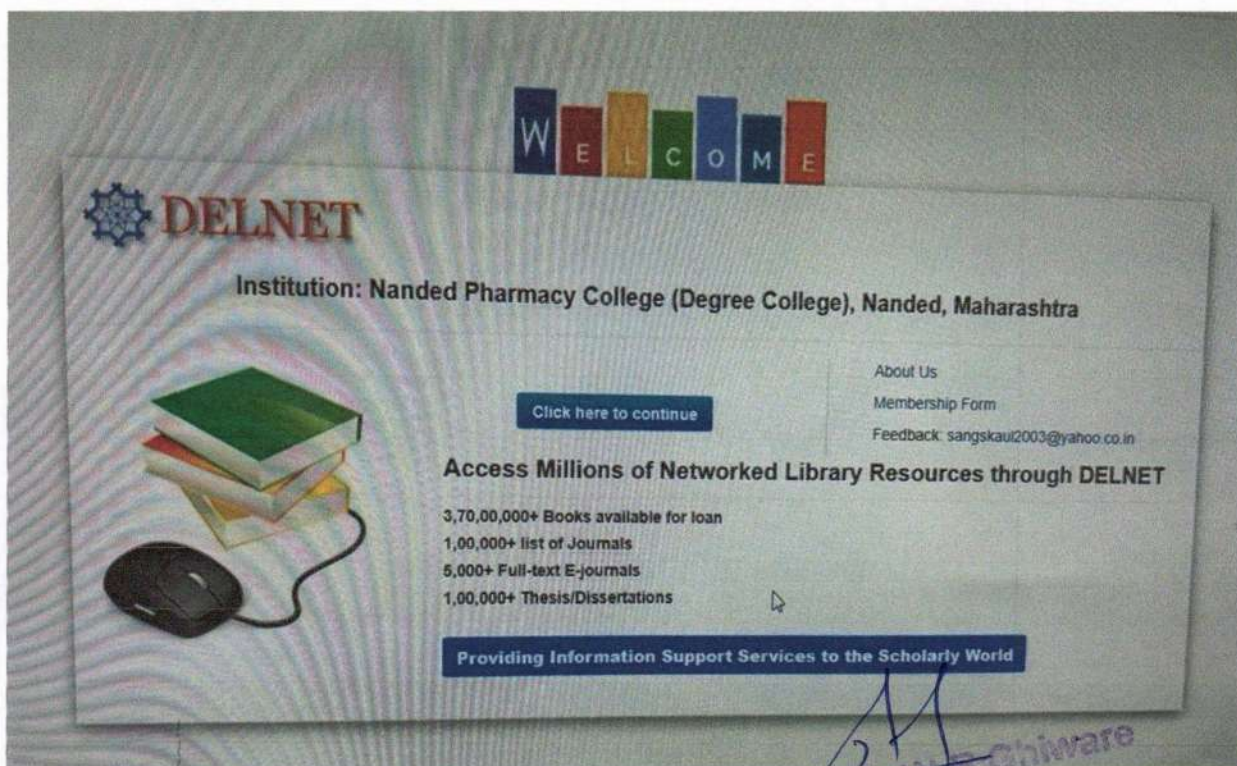 WELCOME
DELNET
Institution: Nanded Pharmacy College (Degree College), Nanded, Maharashtra
About Us
Click here to continue
Membership Form
Feedback: sangskaul2003@yahoo.co.in
Access Millions of Networked Library Resources through DELNET
3,70,00,000+ Books available for loan
1,00,000+ list of Journals
5,000+ Full-text E-journals
1,00,000+ Thesis/Dissertations
Providing Information Support Services to the Scholarly World